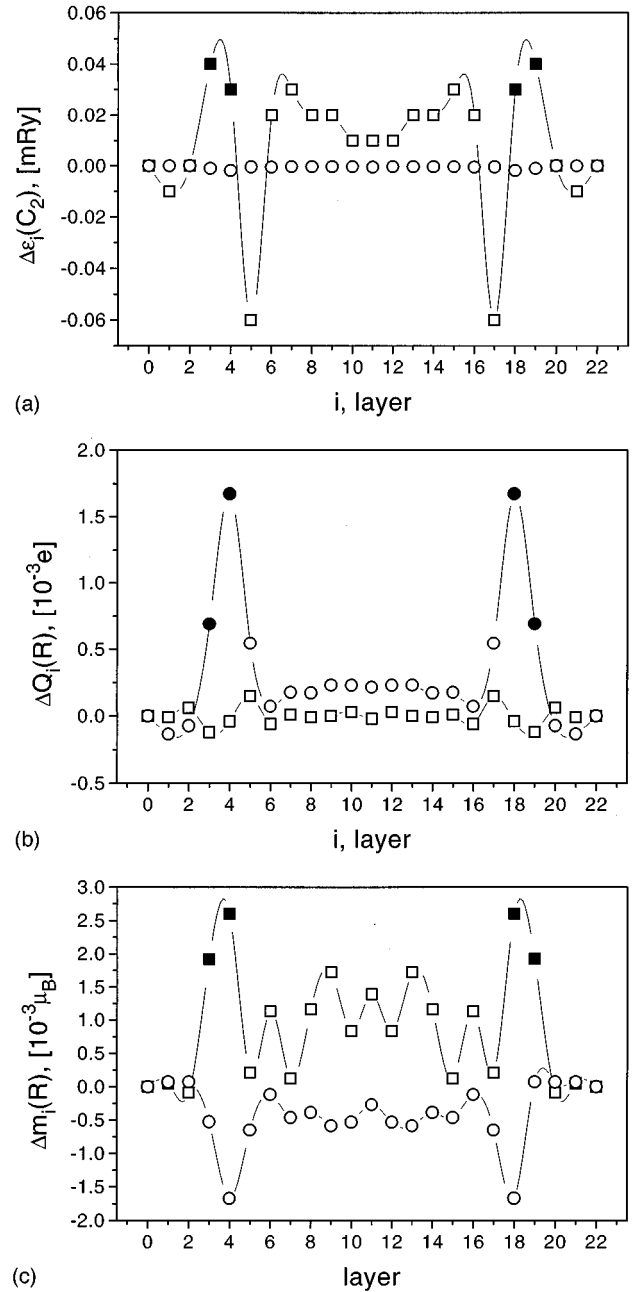 0.06
0.04
0.02
0.00
-0.02
-0.04
-0.06
Δε_i(C_2), [mRy]
0 2 4 6 8 10 12 14 16 18 20 22
(a)
i, layer
2.0
1.5
1.0
0.5
0.0
-0.5
ΔQ_i(R), [10^-3 e]
0 2 4 6 8 10 12 14 16 18 20 22
(b)
i, layer
3.0
2.5
2.0
1.5
1.0
0.5
0.0
-0.5
-1.0
-1.5
-2.0
Δm_i(R), [10^-3 μ_B]
0 2 4 6 8 10 12 14 16 18 20 22
(c)
layer